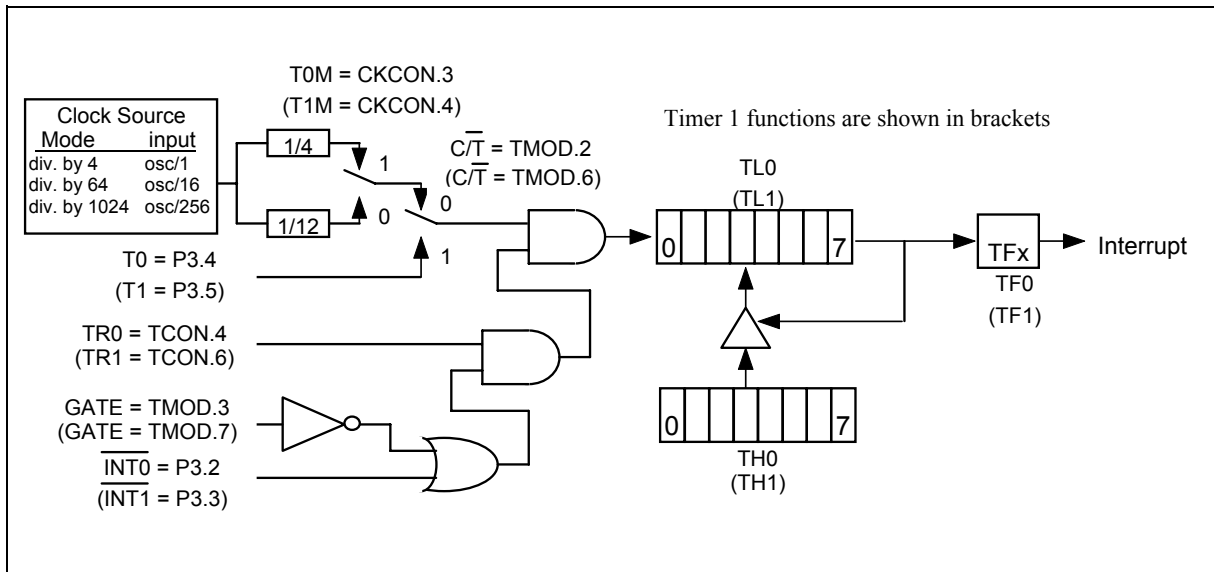 T0M = CKCON.3
(T1M = CKCON.4)
Clock Source
Mode input
div. by 4 osc/1
div. by 64 osc/16
div. by 1024 osc/256
1/4
1/12
1
0
C/T̅ = TMOD.2
(C/T̅ = TMOD.6)
0
1
T0 = P3.4
(T1 = P3.5)
TR0 = TCON.4
(TR1 = TCON.6)
GATE = TMOD.3
(GATE = TMOD.7)
I̅N̅T̅0̅ = P3.2
(I̅N̅T̅1̅ = P3.3)
Timer 1 functions are shown in brackets
TL0
(TL1)
0 7
TFx
Interrupt
TF0
(TF1)
0 7
TH0
(TH1)